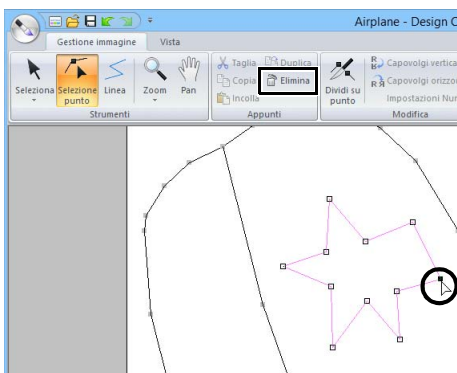 Airplane - Design C
Gestione immagine Vista
Seleziona
Selezione punto
Linea
Zoom
Pan
Strumenti
Taglia
Duplica
Copia
Elimina
Incolla
Appunti
Dividi su punto
Capovolgi vertica
Capovolgi orizzo
Impostazioni Nur
Modifica